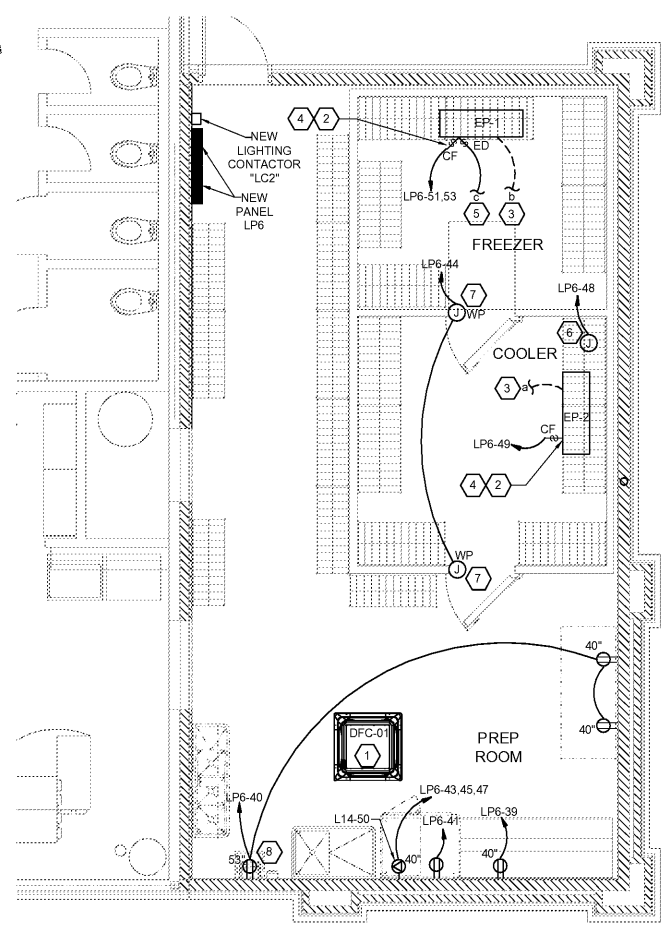 NEW
LIGHTING
CONTACTOR
"LC2"
NEW
PANEL
LP6
4 2
EP-1
CF ED
LP6-51,53
c b
5 3
FREEZER
LP6-44
7
J WP
LP6-48
6
J
COOLER
3 a
EP-2
CF
LP6-49
4 2
WP
J 7
40"
40"
DFC-01
1
PREP
ROOM
LP6-43,45,47
LP6-40
L14-50
LP6-41
LP6-39
8
53"
40"
40"